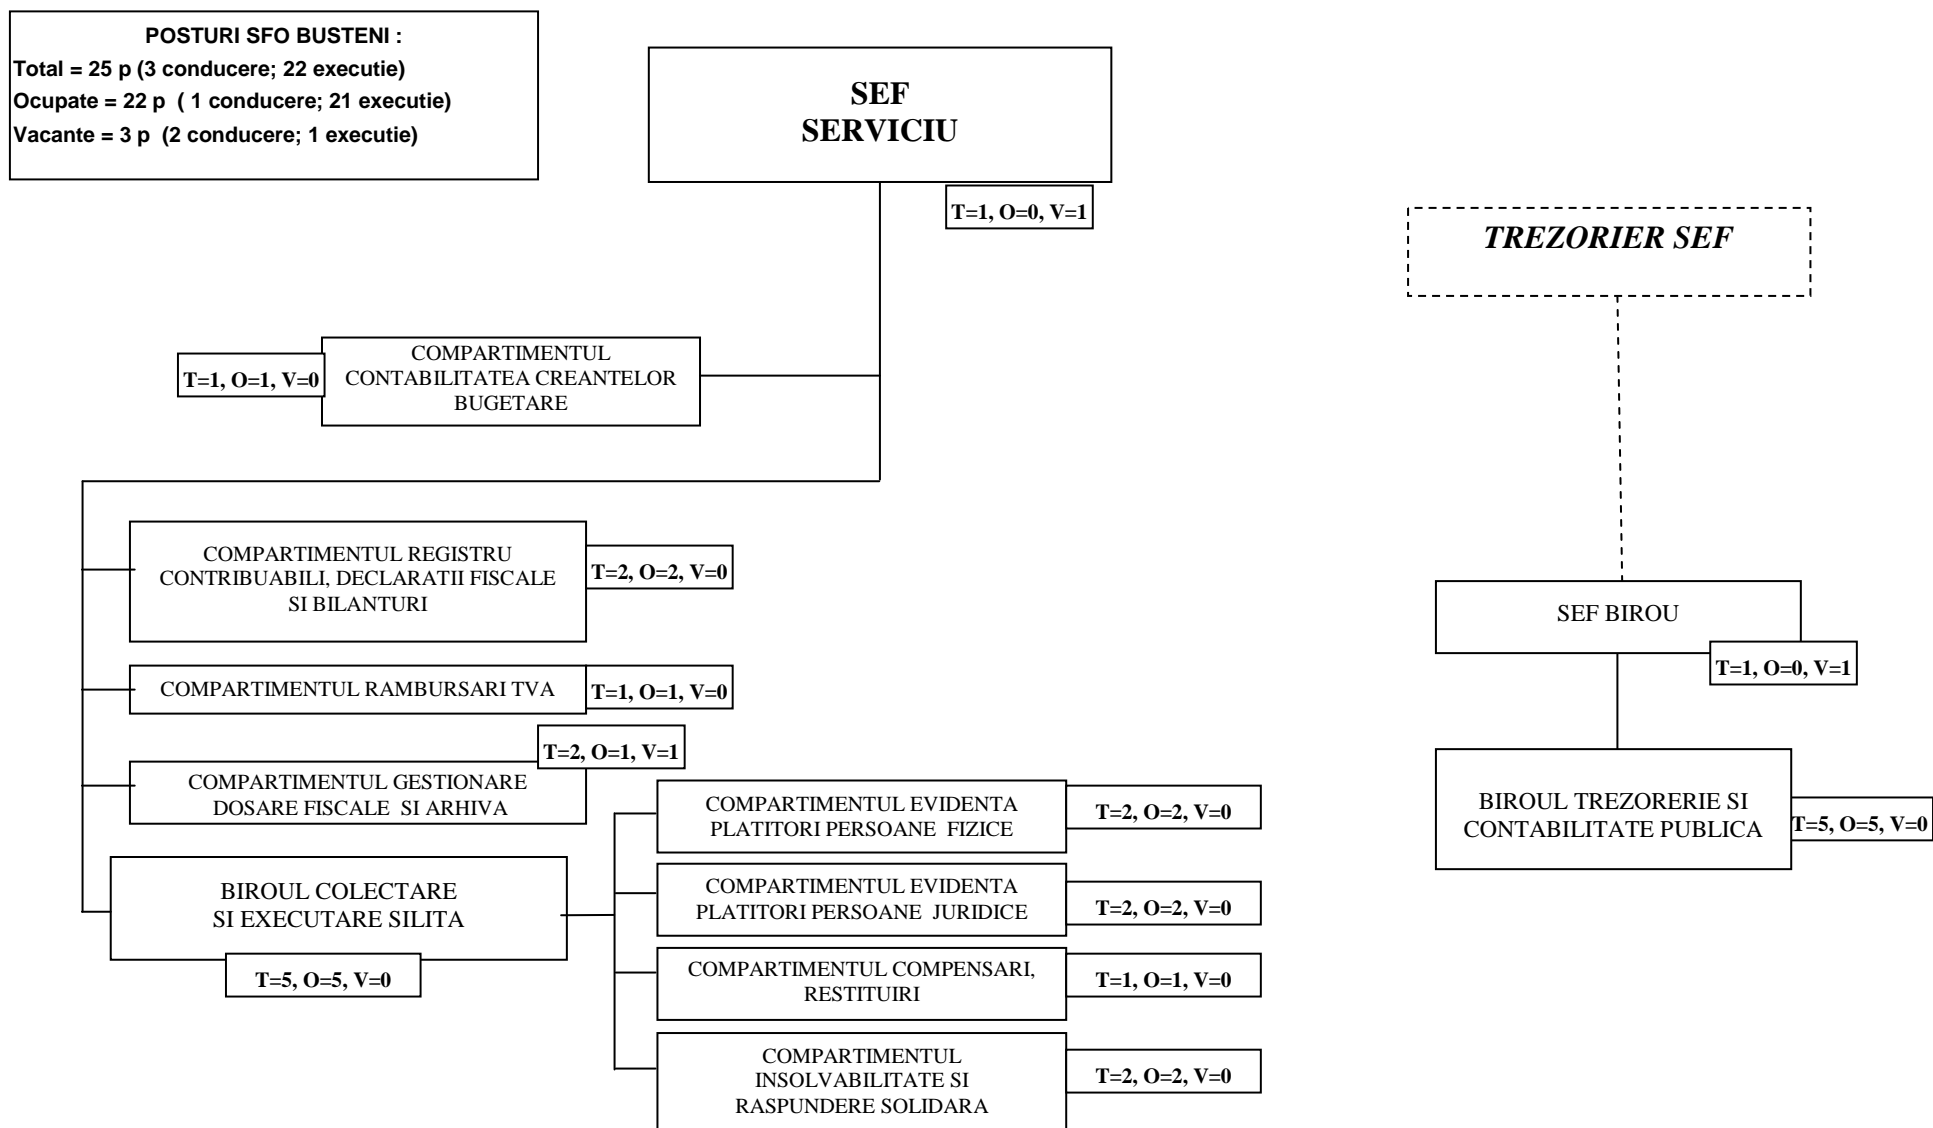 POSTURI SFO BUSTENI :
Total = 25 p (3 conducere; 22 executie)
Ocupate = 22 p ( 1 conducere; 21 executie)
Vacante = 3 p (2 conducere; 1 executie)
SEF
SERVICIU
T=1, O=0, V=1
TREZORIER SEF
COMPARTIMENTUL
CONTABILITATEA CREANTELOR
BUGETARE
T=1, O=1, V=0
COMPARTIMENTUL REGISTRU
CONTRIBUABILI, DECLARATII FISCALE
SI BILANTURI
T=2, O=2, V=0
COMPARTIMENTUL RAMBURSARI TVA
T=1, O=1, V=0
COMPARTIMENTUL GESTIONARE
DOSARE FISCALE SI ARHIVA
T=2, O=1, V=1
BIROUL COLECTARE
SI EXECUTARE SILITA
T=5, O=5, V=0
COMPARTIMENTUL EVIDENTA
PLATITORI PERSOANE FIZICE
T=2, O=2, V=0
COMPARTIMENTUL EVIDENTA
PLATITORI PERSOANE JURIDICE
T=2, O=2, V=0
COMPARTIMENTUL COMPENSARI,
RESTITUIRI
T=1, O=1, V=0
COMPARTIMENTUL
INSOLVABILITATE SI
RASPUNDERE SOLIDARA
T=2, O=2, V=0
SEF BIROU
T=1, O=0, V=1
BIROUL TREZORERIE SI
CONTABILITATE PUBLICA
T=5, O=5, V=0